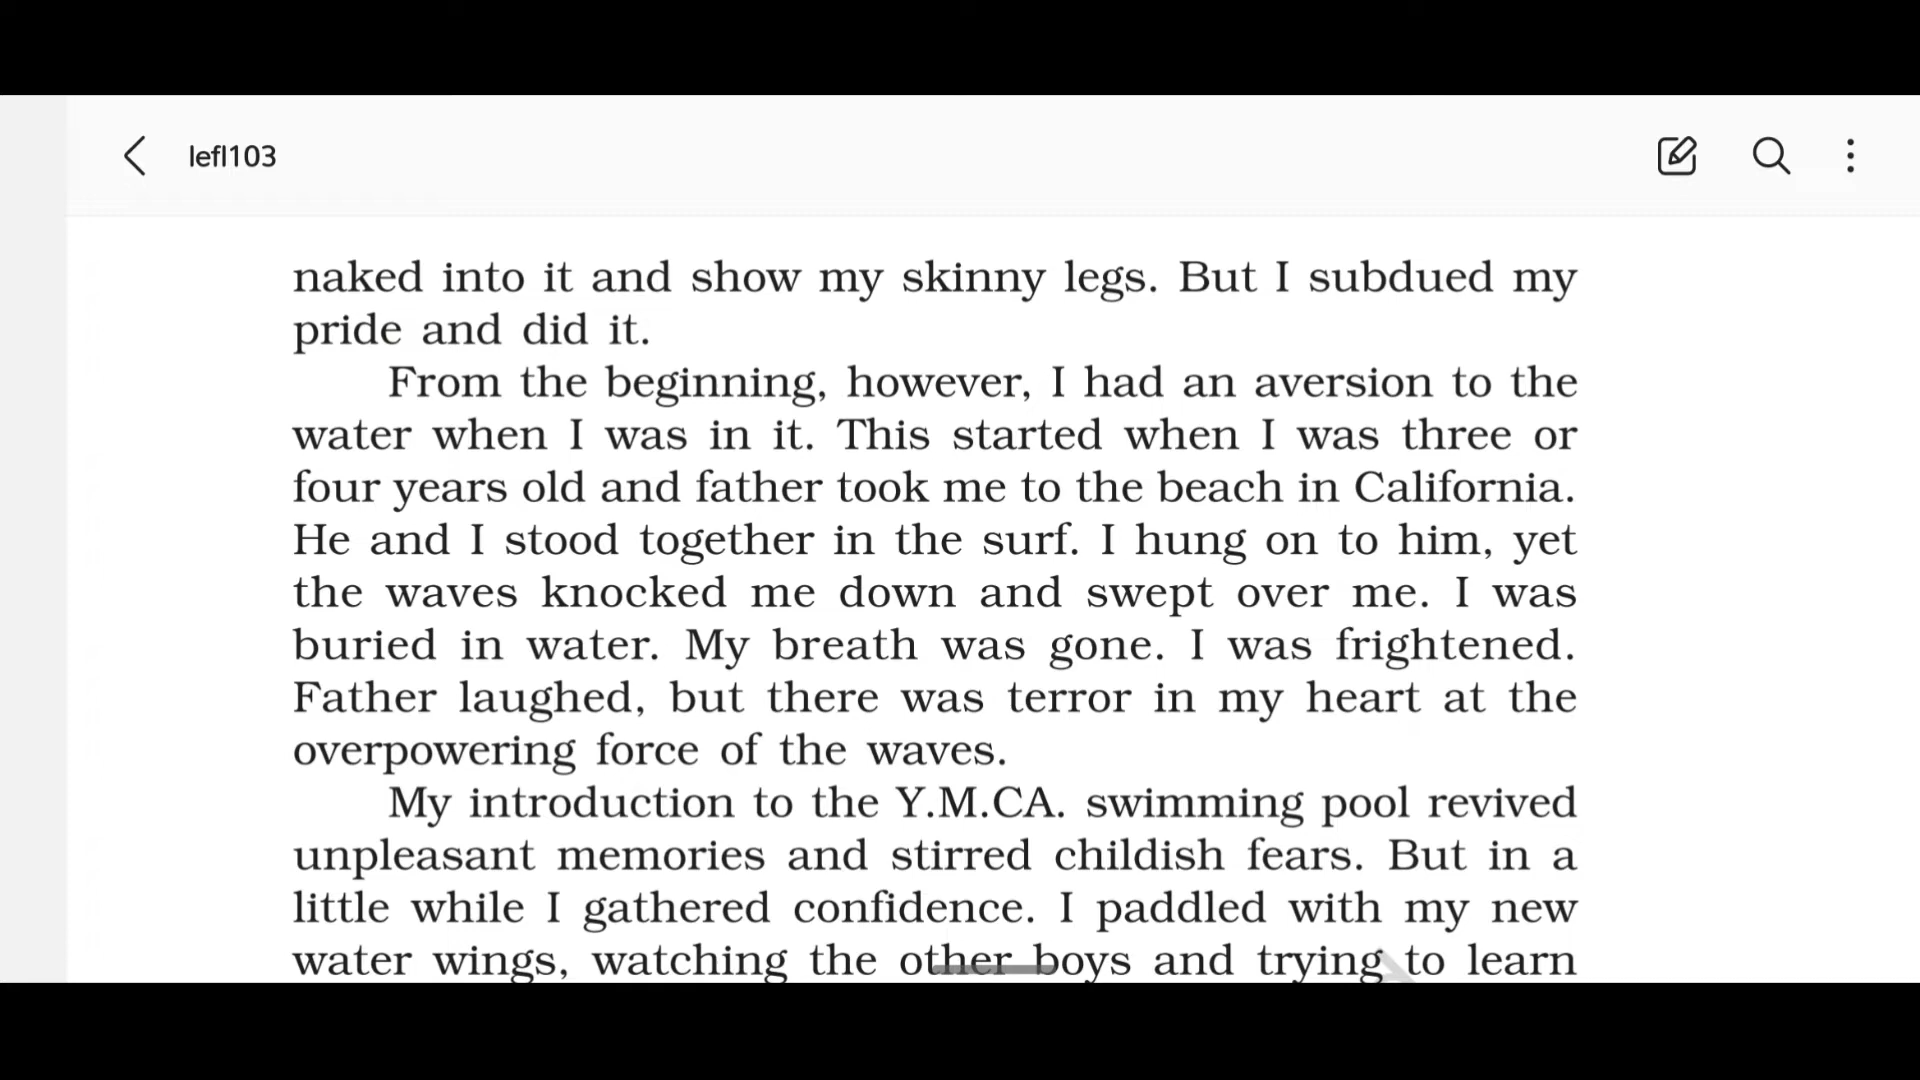 lefl103
naked into it and show my skinny legs. But I subdued my
pride and did it.
From the beginning, however, I had an aversion to the
water when I was in it. This started when I was three or
four years old and father took me to the beach in California.
He and I stood together in the surf. I hung on to him, yet
the waves knocked me down and swept over me. I was
buried in water. My breath was gone. I was frightened.
Father laughed, but there was terror in my heart at the
overpowering force of the waves.
My introduction to the Y.M.CA. swimming pool revived
unpleasant memories and stirred childish fears. But in a
little while I gathered confidence. I paddled with my new
water wings, watching the other boys and trying to learn